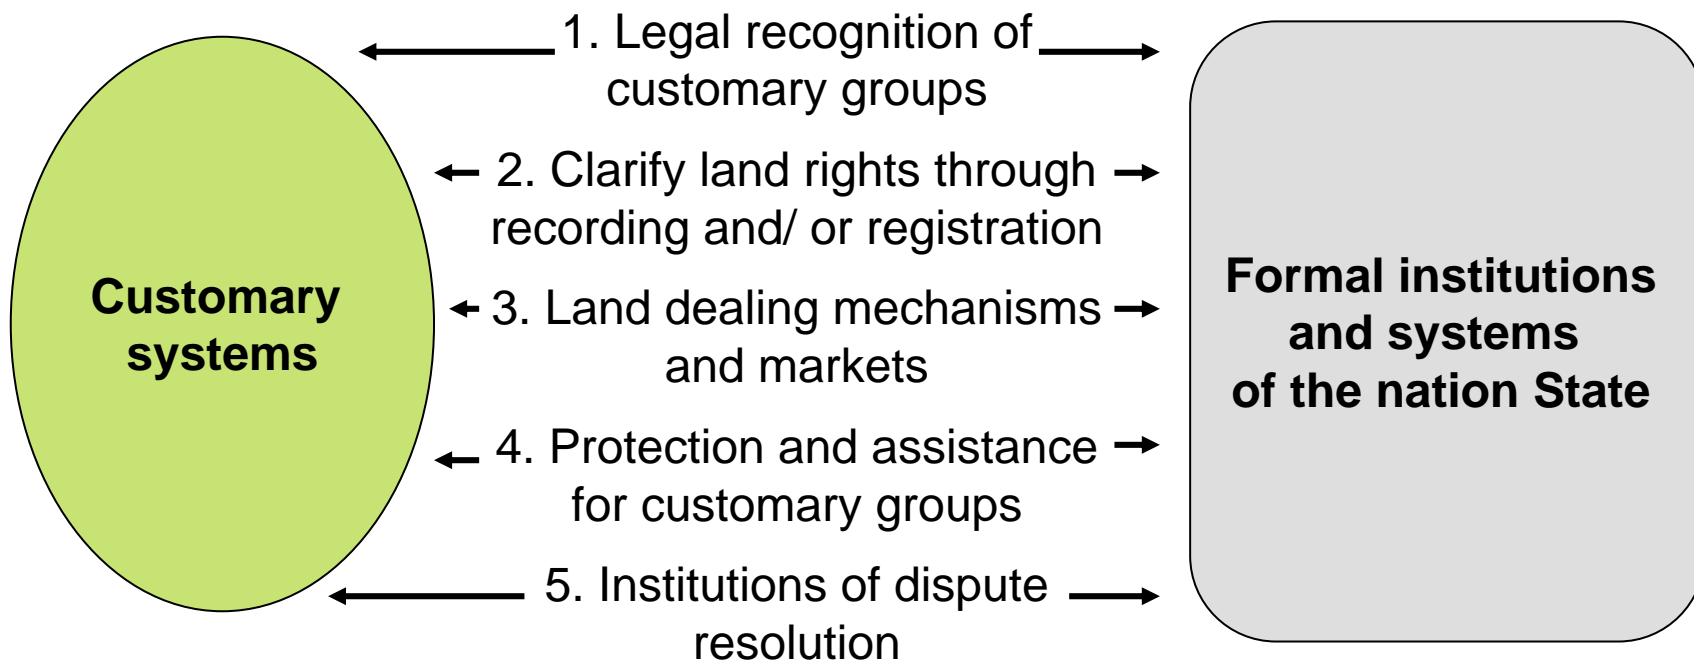 1. Legal recognition of
customary groups
2. Clarify land rights through
recording and/ or registration
3. Land dealing mechanisms
and markets
4. Protection and assistance
for customary groups
5. Institutions of dispute
resolution
Customary
systems
Formal institutions
and systems
of the nation State